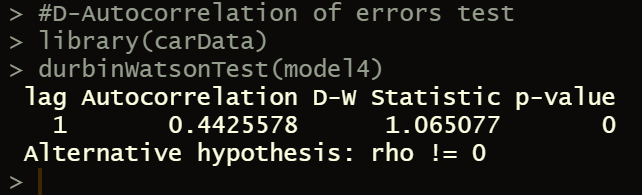 > #D-Autocorrelation of errors test
> library(carData)
> durbinWatsonTest(model4)
 lag Autocorrelation D-W Statistic p-value
   1       0.4425578      1.065077       0
 Alternative hypothesis: rho != 0
>